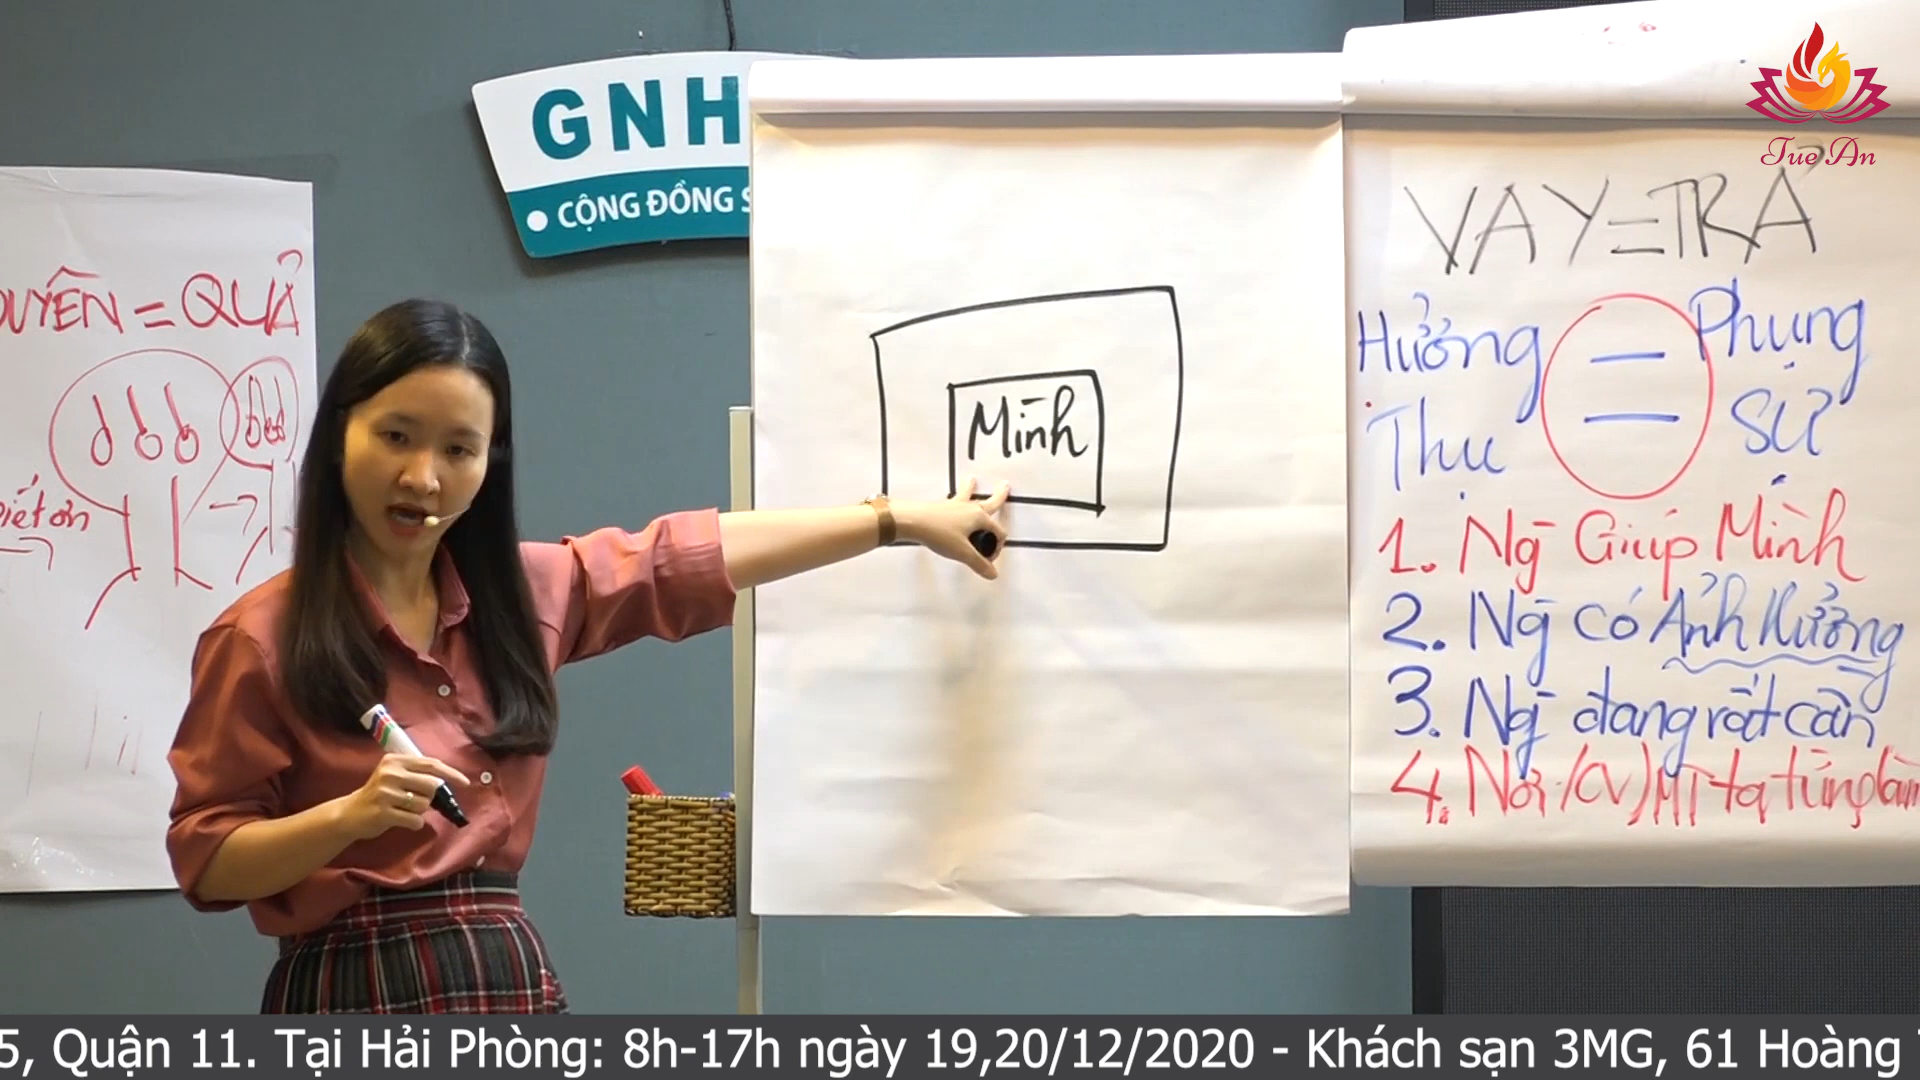 GNH
CỘNG ĐỒNG S
Tuệ An
UYÊN = QUẢ
biết ơn
Mình
VAY = TRẢ
Hưởng Thụ = Phụng Sự
1. Ng̃ Giúp Mình
2. Ng̃ có Ảnh Hưởng
3. Ng̃ đang rất cần
4. Nơi (CV) MT ta từng làm
5, Quận 11. Tại Hải Phòng: 8h-17h ngày 19,20/12/2020 - Khách sạn 3MG, 61 Hoàng